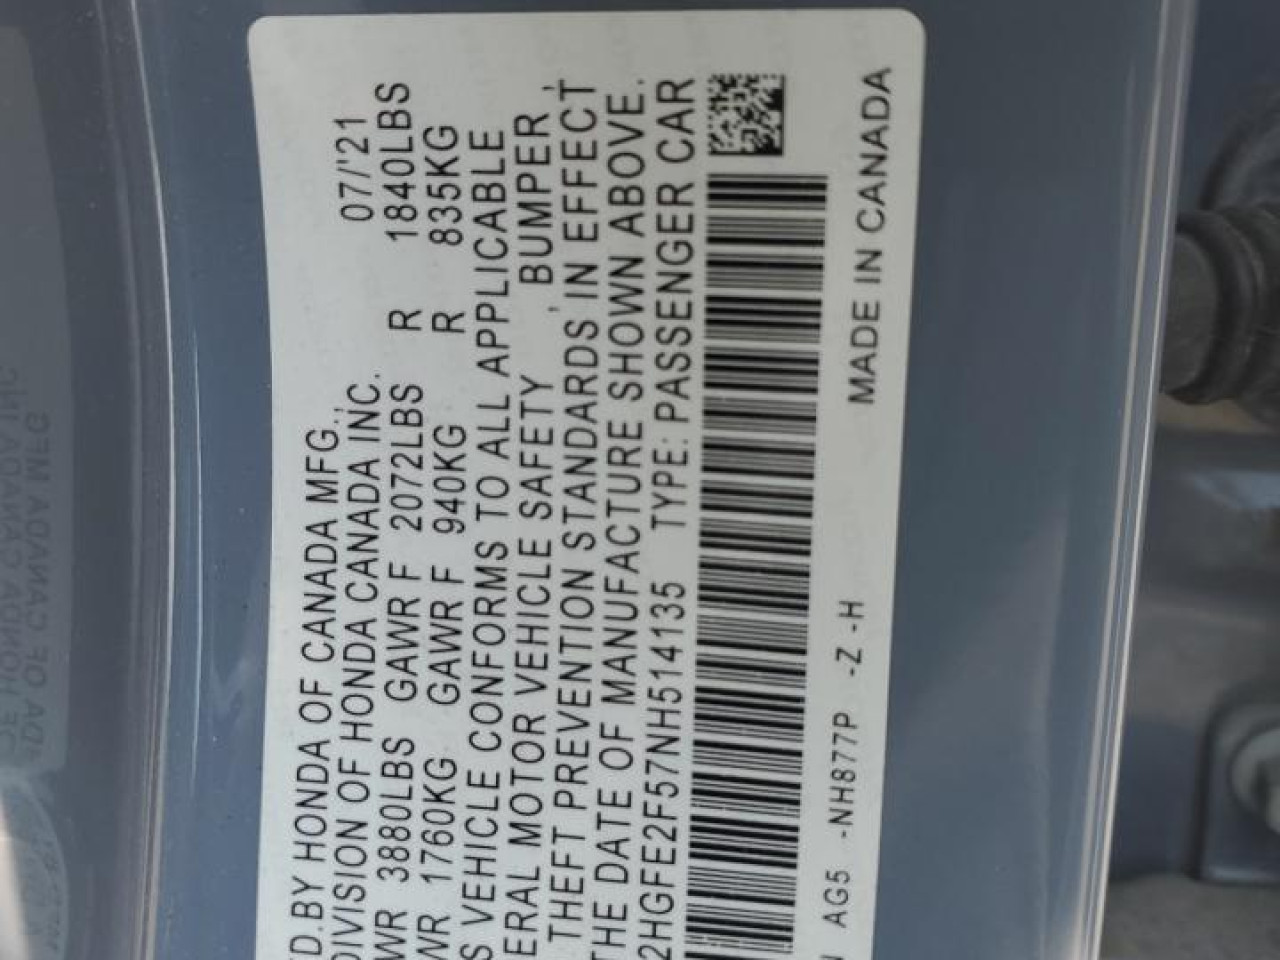 D.BY HONDA OF CANADA MFG.,
DIVISION OF HONDA CANADA INC. 07/'21
WR 3880LBS GAWR F 2072LBS R 1840LBS
WR 1760KG GAWR F 940KG R 835KG
S VEHICLE CONFORMS TO ALL APPLICABLE
ERAL MOTOR VEHICLE SAFETY , BUMPER ,
THEFT PREVENTION STANDARDS IN EFFECT
THE DATE OF MANUFACTURE SHOWN ABOVE.
2HGFE2F57NH514135 TYPE: PASSENGER CAR
AG5 -NH877P -Z -H MADE IN CANADA